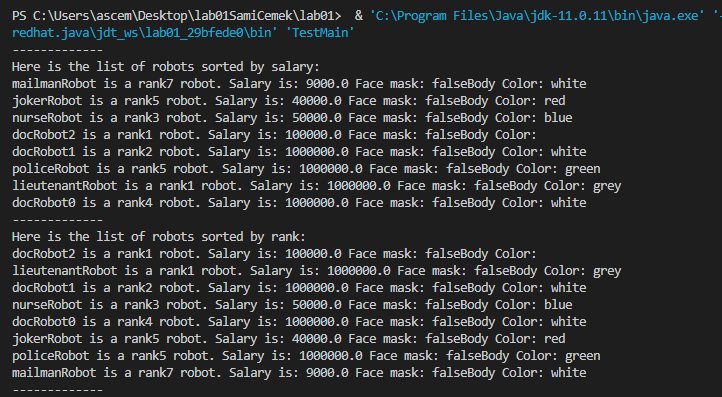 PS C:\Users\ascem\Desktop\lab01SamiCemek\lab01>  & 'C:\Program Files\Java\jdk-11.0.11\bin\java.exe' '-
redhat.java\jdt_ws\lab01_29bfede0\bin' 'TestMain'
-------------
Here is the list of robots sorted by salary:
mailmanRobot is a rank7 robot. Salary is: 9000.0 Face mask: falseBody Color: white
jokerRobot is a rank5 robot. Salary is: 40000.0 Face mask: falseBody Color: red
nurseRobot is a rank3 robot. Salary is: 50000.0 Face mask: falseBody Color: blue
docRobot2 is a rank1 robot. Salary is: 100000.0 Face mask: falseBody Color:
docRobot1 is a rank2 robot. Salary is: 1000000.0 Face mask: falseBody Color: white
policeRobot is a rank5 robot. Salary is: 1000000.0 Face mask: falseBody Color: green
lieutenantRobot is a rank1 robot. Salary is: 1000000.0 Face mask: falseBody Color: grey
docRobot0 is a rank4 robot. Salary is: 1000000.0 Face mask: falseBody Color: white
-------------
Here is the list of robots sorted by rank:
docRobot2 is a rank1 robot. Salary is: 100000.0 Face mask: falseBody Color:
lieutenantRobot is a rank1 robot. Salary is: 1000000.0 Face mask: falseBody Color: grey
docRobot1 is a rank2 robot. Salary is: 1000000.0 Face mask: falseBody Color: white
nurseRobot is a rank3 robot. Salary is: 50000.0 Face mask: falseBody Color: blue
docRobot0 is a rank4 robot. Salary is: 1000000.0 Face mask: falseBody Color: white
jokerRobot is a rank5 robot. Salary is: 40000.0 Face mask: falseBody Color: red
policeRobot is a rank5 robot. Salary is: 1000000.0 Face mask: falseBody Color: green
mailmanRobot is a rank7 robot. Salary is: 9000.0 Face mask: falseBody Color: white
-------------